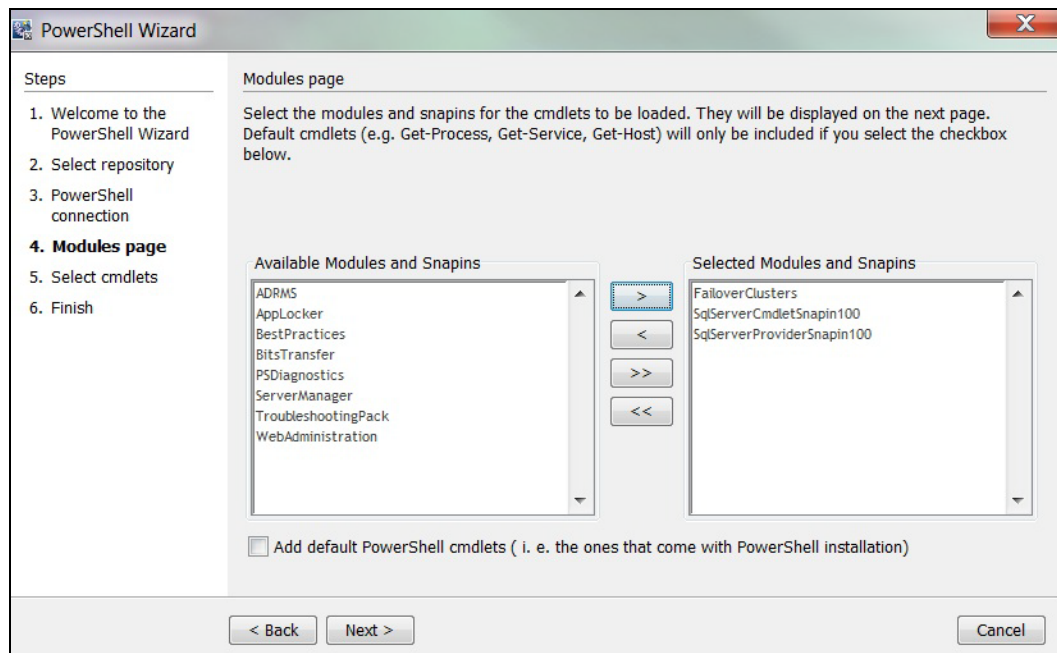 PowerShell Wizard
X
Steps
1. Welcome to the
PowerShell Wizard
2. Select repository
3. PowerShell
connection
4. Modules page
5. Select cmdlets
6. Finish
Modules page
Select the modules and snapins for the cmdlets to be loaded. They will be displayed on the next page.
Default cmdlets (e.g. Get-Process, Get-Service, Get-Host) will only be included if you select the checkbox
below.
Available Modules and Snapins
ADRMS
AppLocker
BestPractices
BitsTransfer
PSDiagnostics
ServerManager
TroubleshootingPack
WebAdministration
>
<
>>
<<
Selected Modules and Snapins
FailoverClusters
SqlServerCmdletSnapin100
SqlServerProviderSnapin100
Add default PowerShell cmdlets ( i. e. the ones that come with PowerShell installation)
< Back
Next >
Cancel